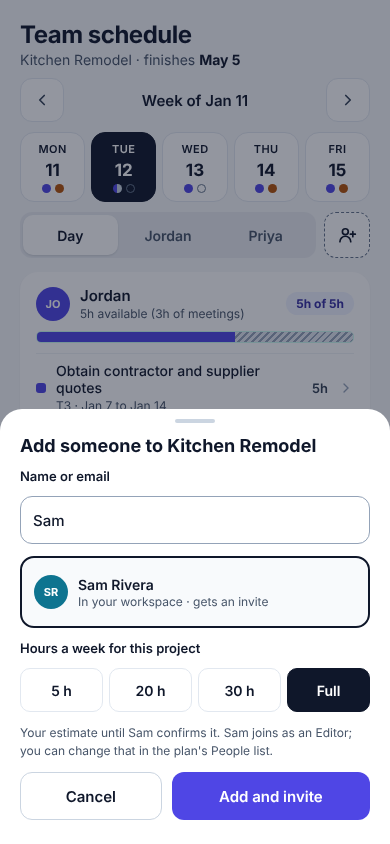 Team schedule
Kitchen Remodel · finishes May 5
Week of Jan 11
MON TUE WED THU FRI
11 12 13 14 15
Day Jordan Priya
JO
Jordan
5h available (3h of meetings)
5h of 5h
Obtain contractor and supplier
quotes
5h
T3 · Jan 7 to Jan 14
Add someone to Kitchen Remodel
Name or email
Sam
SR
Sam Rivera
In your workspace · gets an invite
Hours a week for this project
5 h 20 h 30 h Full
Your estimate until Sam confirms it. Sam joins as an Editor;
you can change that in the plan's People list.
Cancel Add and invite